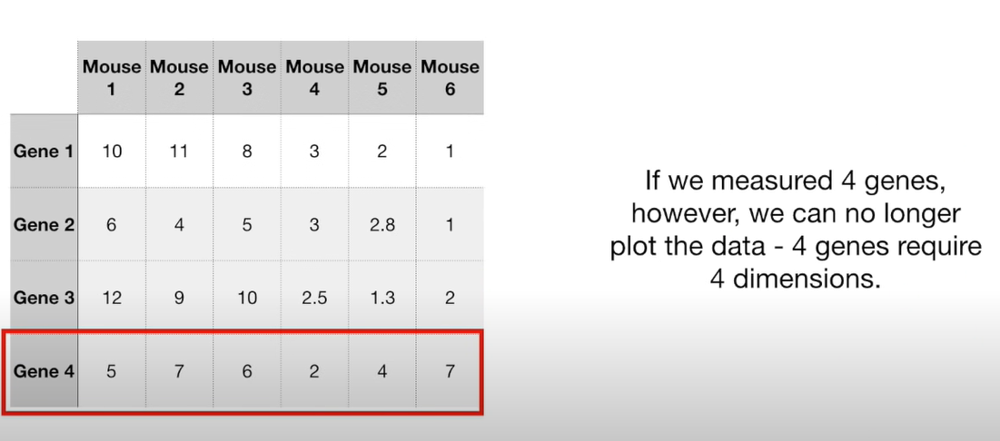 Mouse 1 Mouse 2 Mouse 3 Mouse 4 Mouse 5 Mouse 6
Gene 1 10 11 8 3 2 1
Gene 2 6 4 5 3 2.8 1
Gene 3 12 9 10 2.5 1.3 2
Gene 4 5 7 6 2 4 7
If we measured 4 genes,
however, we can no longer
plot the data - 4 genes require
4 dimensions.